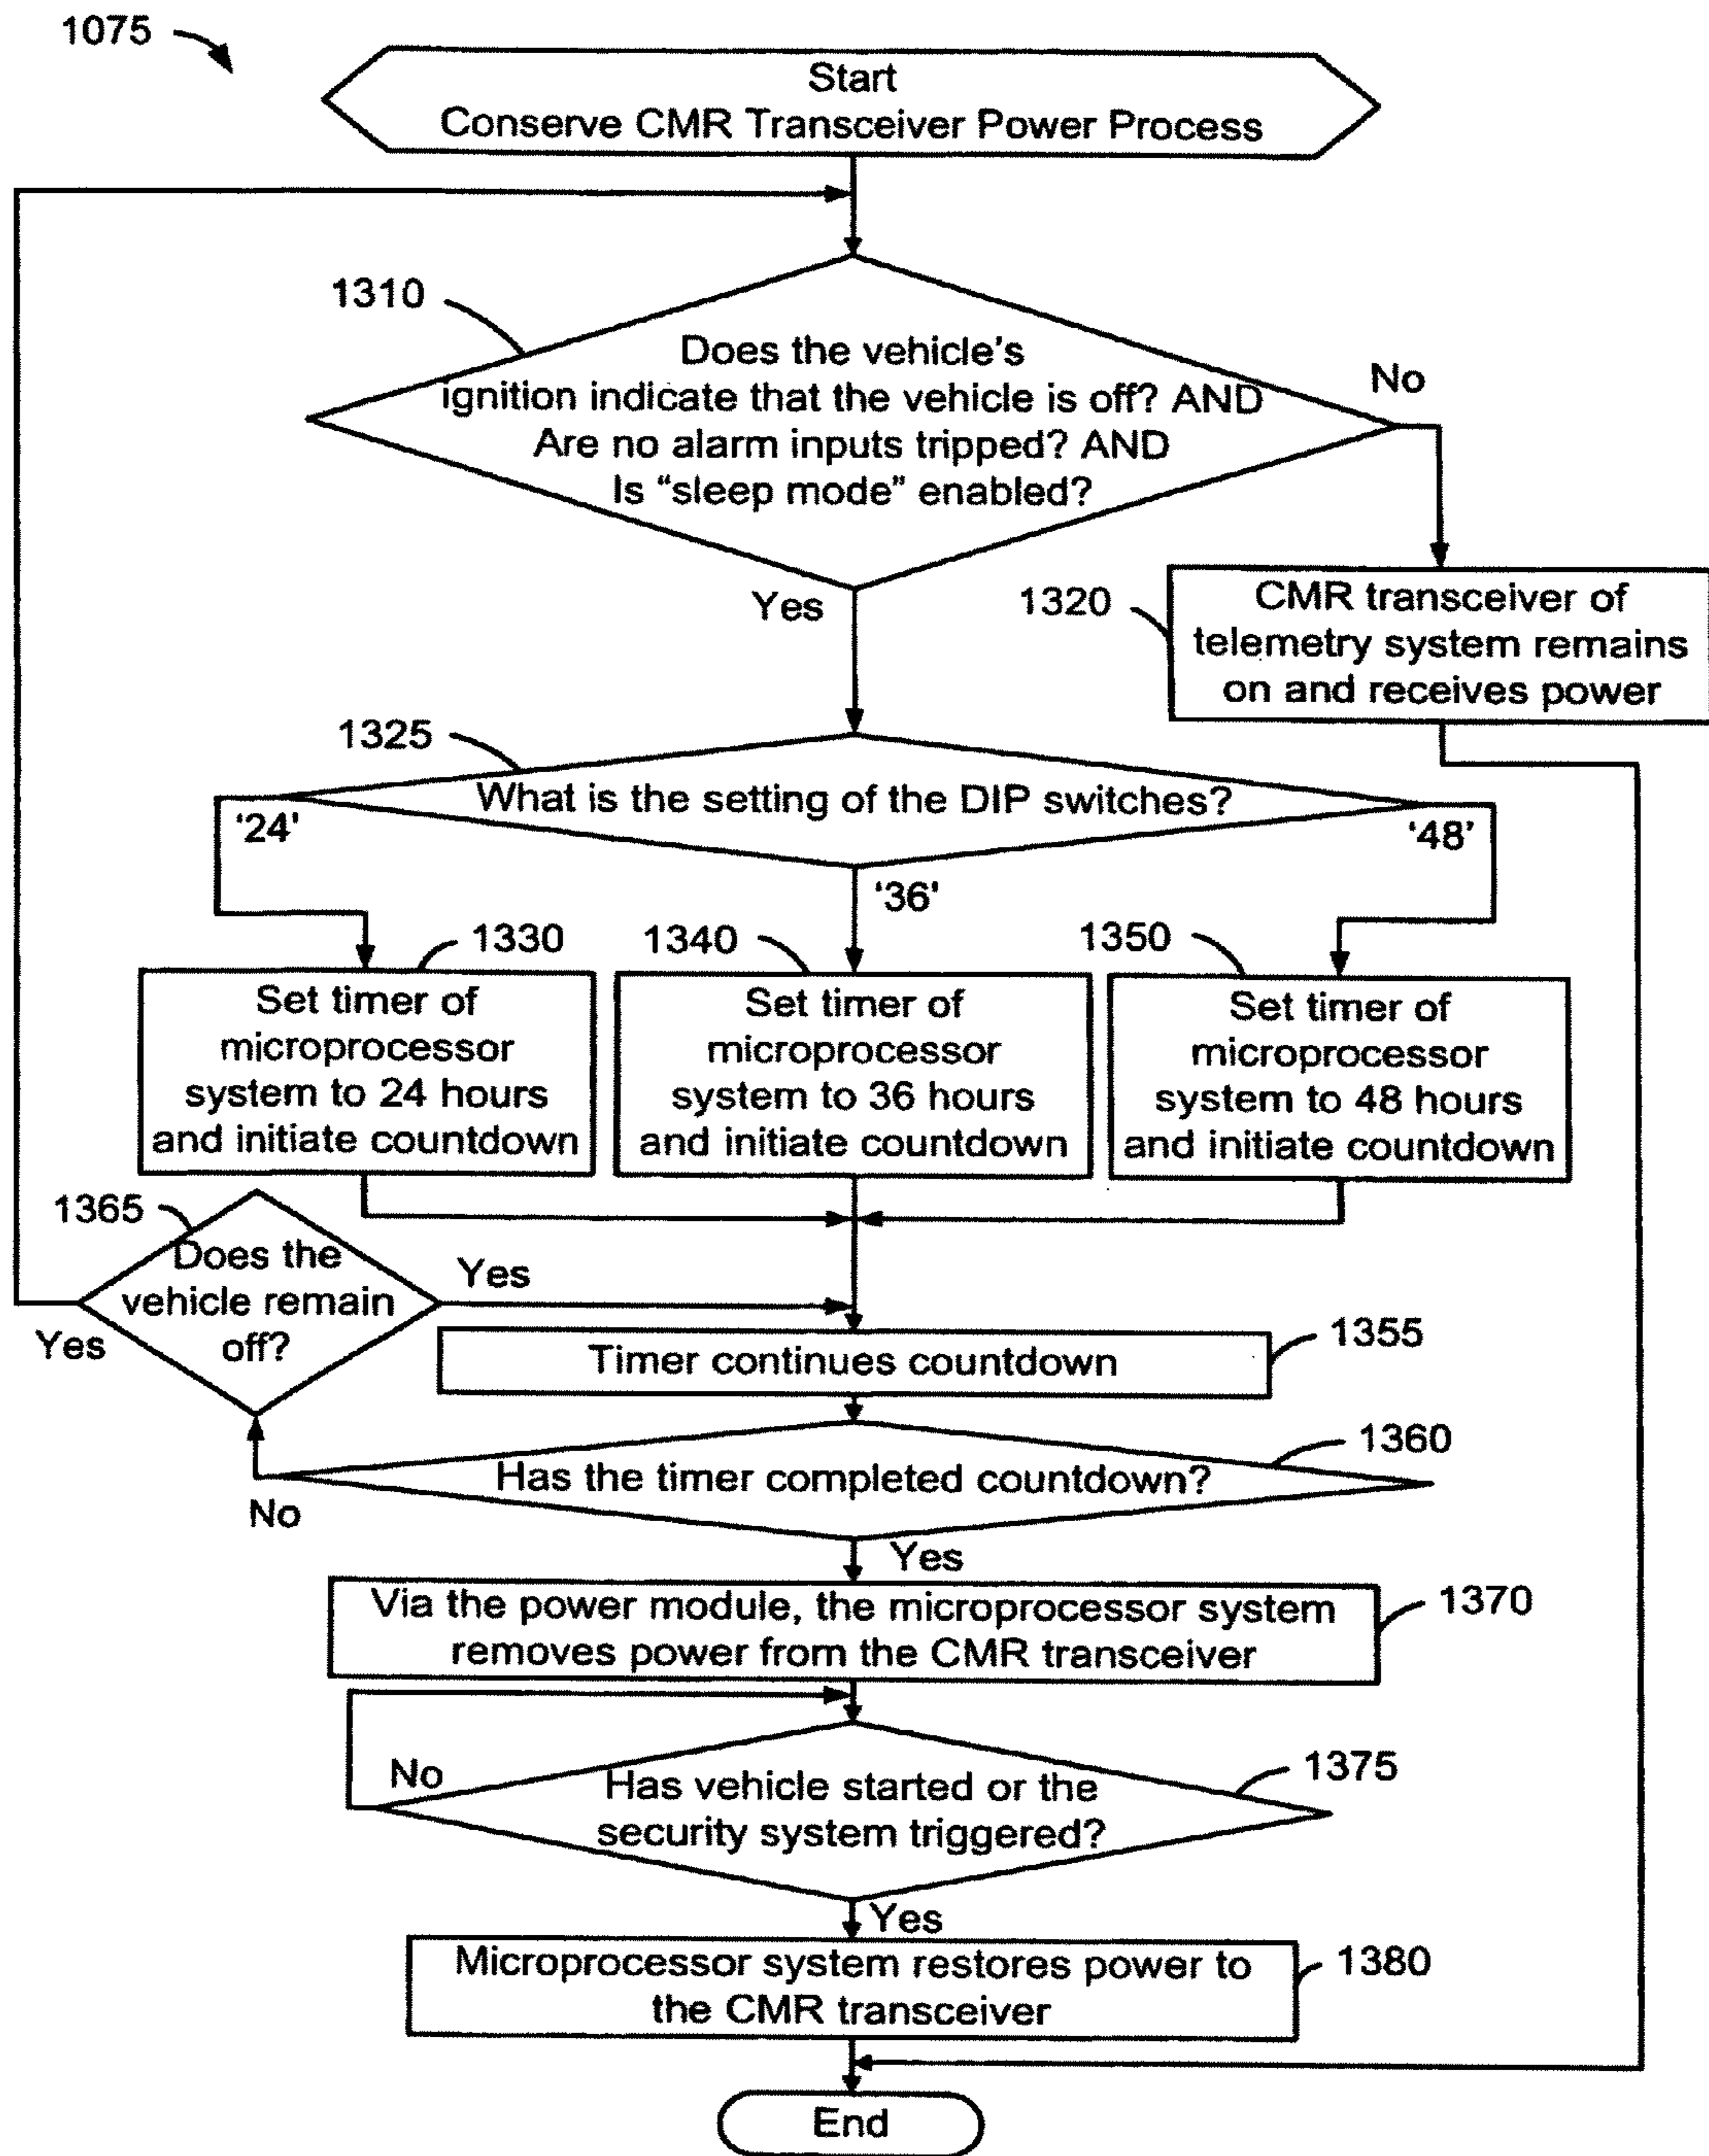 1075
Start
Conserve CMR Transceiver Power Process
1310
Does the vehicle's
ignition indicate that the vehicle is off? AND
Are no alarm inputs tripped? AND
Is “sleep mode” enabled?
No
Yes
1320
CMR transceiver of
telemetry system remains
on and receives power
1325
What is the setting of the DIP switches?
‘24’
‘36’
‘48’
1330
Set timer of
microprocessor
system to 24 hours
and initiate countdown
1340
Set timer of
microprocessor
system to 36 hours
and initiate countdown
1350
Set timer of
microprocessor
system to 48 hours
and initiate countdown
1365
Does the
vehicle remain
off?
Yes
Yes
1355
Timer continues countdown
1360
Has the timer completed countdown?
No
Yes
1370
Via the power module, the microprocessor system
removes power from the CMR transceiver
1375
No
Has vehicle started or the
security system triggered?
Yes
1380
Microprocessor system restores power to
the CMR transceiver
End